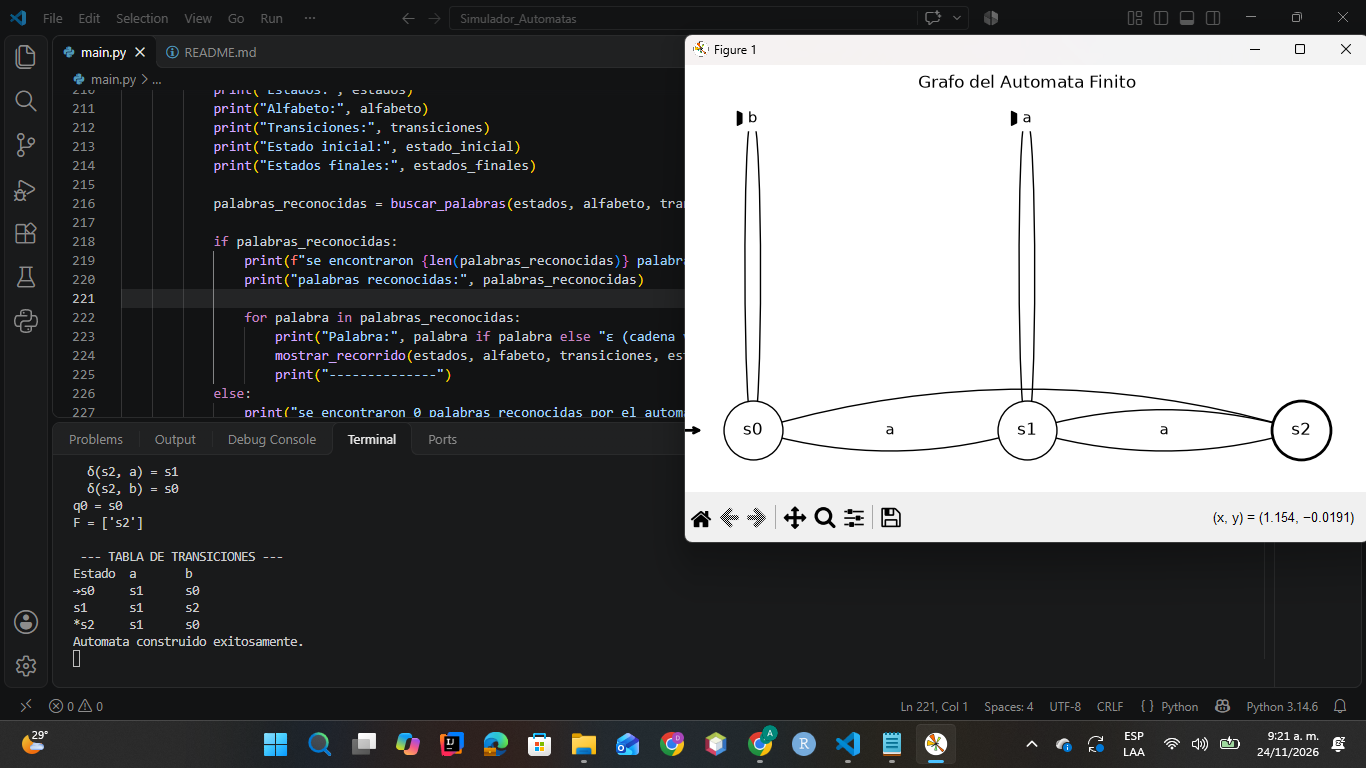 File Edit Selection View Go Run ···
Simulador_Automatas
main.py
README.md
main.py > ...
210 print("Estados:", estados)
211 print("Alfabeto:", alfabeto)
212 print("Transiciones:", transiciones)
213 print("Estado inicial:", estado_inicial)
214 print("Estados finales:", estados_finales)
215
216 palabras_reconocidas = buscar_palabras(estados, alfabeto, tra
217
218 if palabras_reconocidas:
219 print(f"se encontraron {len(palabras_reconocidas)} palabra
220 print("palabras reconocidas:", palabras_reconocidas)
221
222 for palabra in palabras_reconocidas:
223 print("Palabra:", palabra if palabra else "ε (cadena v
224 mostrar_recorrido(estados, alfabeto, transiciones, es
225 print("--------------")
226 else:
227 print("se encontraron 0 palabras reconocidas por el autom
Problems Output Debug Console Terminal Ports
δ(s2, a) = s1
δ(s2, b) = s0
q0 = s0
F = ['s2']
--- TABLA DE TRANSICIONES ---
Estado a b
→s0 s1 s0
s1 s1 s2
*s2 s1 s0
Automata construido exitosamente.
Figure 1
Grafo del Automata Finito
b
a
s0
a
s1
a
s2
(x, y) = (1.154, −0.0191)
0 0
Ln 221, Col 1 Spaces: 4 UTF-8 CRLF { } Python Python 3.14.6
29°
ESP
LAA
9:21 a. m.
24/11/2026